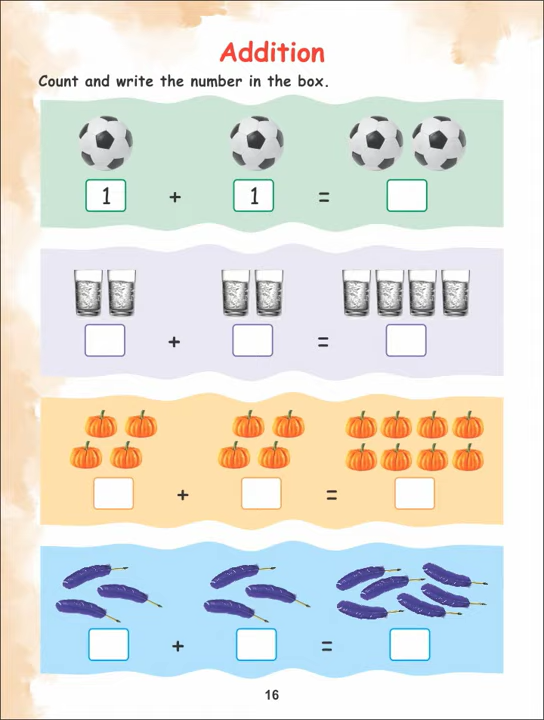 Addition
Count and write the number in the box.
1 + 1 =
+ =
+ =
+ =
16